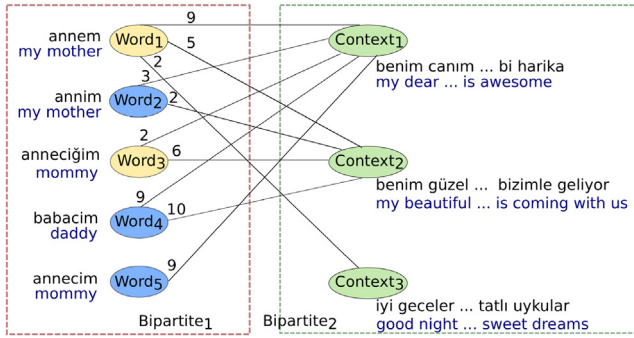 9
annem
my mother
Word1
5
Context1
2
benim canım ... bi harika
my dear ... is awesome
3
annim
my mother
Word2
2
2
anneciğim
mommy
Word3
6
Context2
benim güzel ... bizimle geliyor
my beautiful ... is coming with us
9
babacim
daddy
Word4
10
9
annecim
mommy
Word5
Context3
iyi geceler ... tatlı uykular
good night ... sweet dreams
Bipartite1
Bipartite2